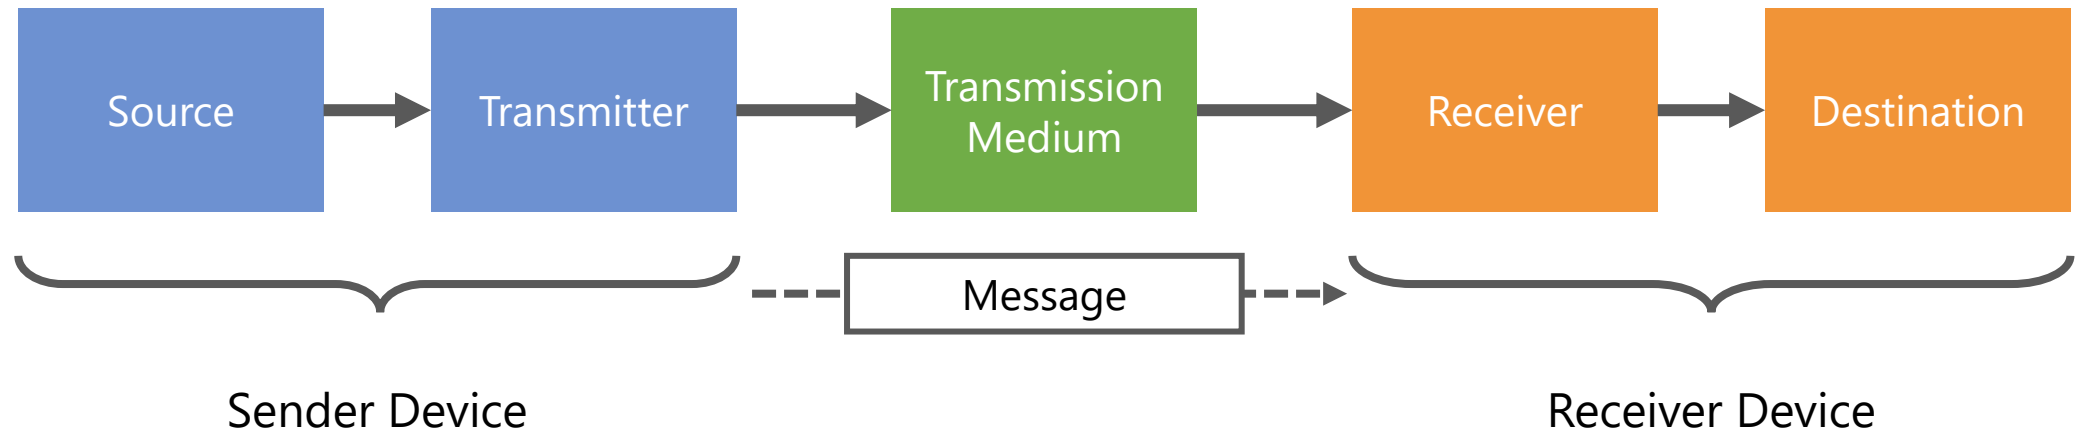 Source
Transmitter
Transmission
Medium
Receiver
Destination
Message
Sender Device
Receiver Device